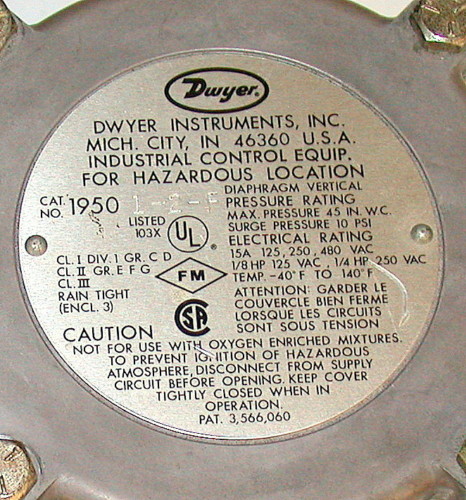 Dwyer®
DWYER INSTRUMENTS, INC.
MICH. CITY, IN 46360 U.S.A.
INDUSTRIAL CONTROL EQUIP.
FOR HAZARDOUS LOCATION
CAT. NO. 1950
LISTED
103X
UL®
DIAPHRAGM VERTICAL
PRESSURE RATING
MAX. PRESSURE 45 IN. W.C.
SURGE PRESSURE 10 PSI
ELECTRICAL RATING
15A 125, 250, 480 VAC
1/8 HP 125 VAC, 1/4 HP 250 VAC
TEMP. -40°F TO 140°F
CL. I DIV. 1 GR. C D
CL. II GR. E F G
CL. III
RAIN TIGHT
(ENCL. 3)
FM
SA
ATTENTION: GARDER LE
COUVERCLE BIEN FERME
LORSQUE LES CIRCUITS
SONT SOUS TENSION
CAUTION
NOT FOR USE WITH OXYGEN ENRICHED MIXTURES.
TO PREVENT IGNITION OF HAZARDOUS
ATMOSPHERE, DISCONNECT FROM SUPPLY
CIRCUIT BEFORE OPENING. KEEP COVER
TIGHTLY CLOSED WHEN IN
OPERATION.
PAT. 3,566,060